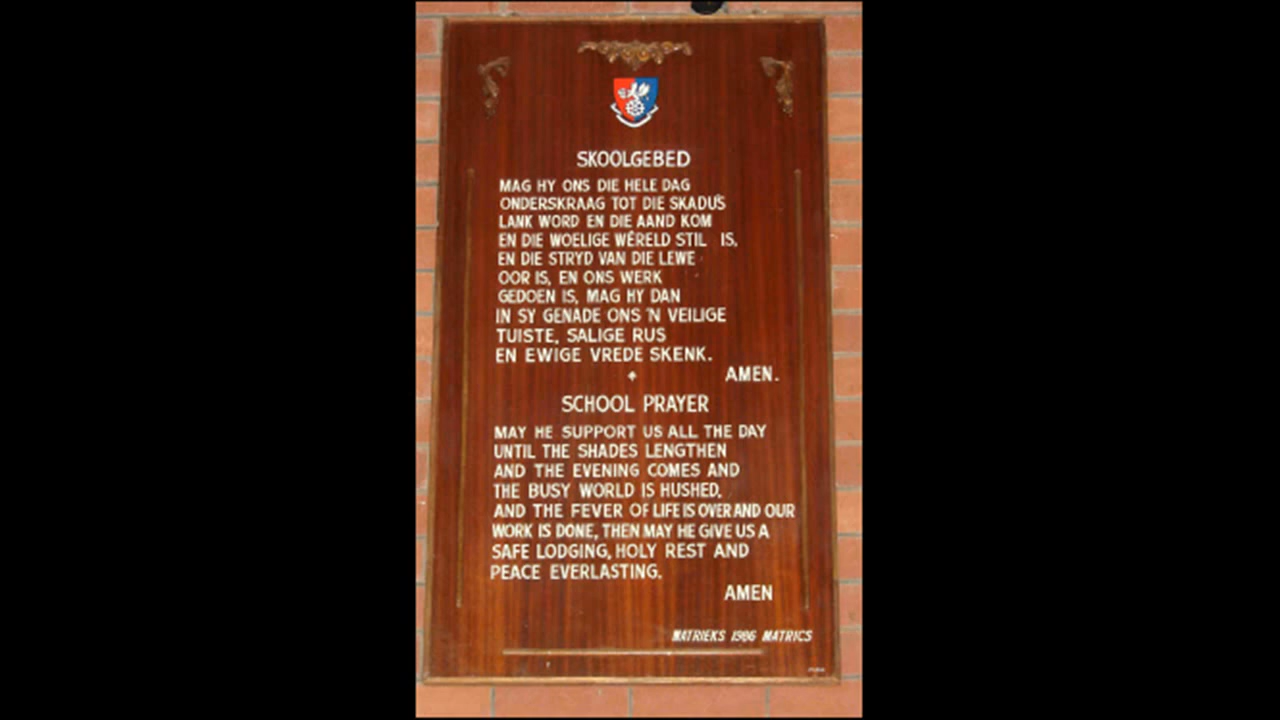 SKOOLGEBED
MAG HY ONS DIE HELE DAG
ONDERSKRAAG TOT DIE SKADU'S
LANK WORD EN DIE AAND KOM
EN DIE WOELIGE WÊRELD STIL IS,
EN DIE STRYD VAN DIE LEWE
OOR IS, EN ONS WERK
GEDOEN IS, MAG HY DAN
IN SY GENADE ONS 'N VEILIGE
TUISTE, SALIGE RUS
EN EWIGE VREDE SKENK.
AMEN.
SCHOOL PRAYER
MAY HE SUPPORT US ALL THE DAY
UNTIL THE SHADES LENGTHEN
AND THE EVENING COMES AND
THE BUSY WORLD IS HUSHED,
AND THE FEVER OF LIFE IS OVER AND OUR
WORK IS DONE, THEN MAY HE GIVE US A
SAFE LODGING, HOLY REST AND
PEACE EVERLASTING.
AMEN
MATRIEKS 1986 MATRICS